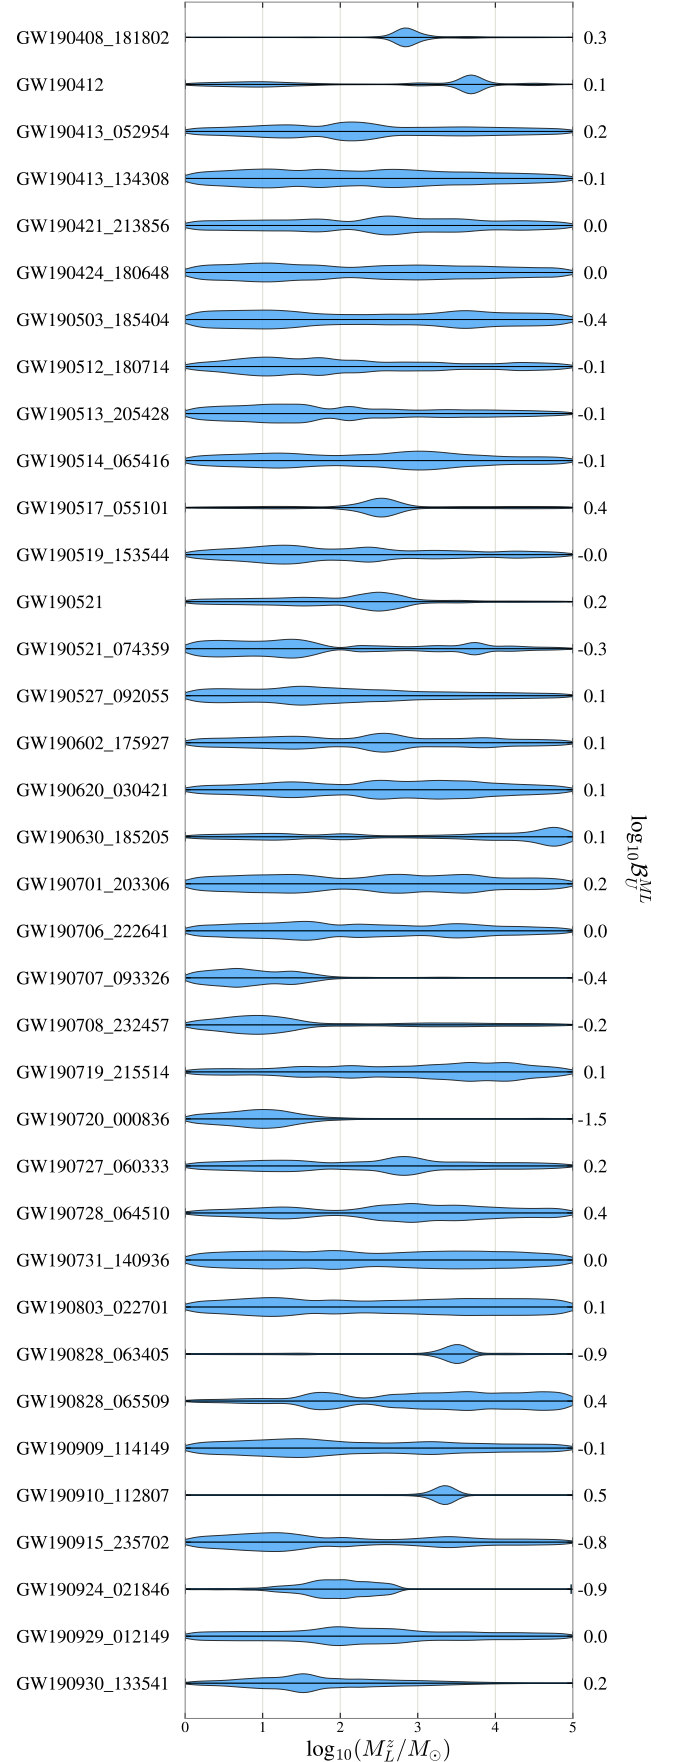 GW190408_181802 0.3
GW190412 0.1
GW190413_052954 0.2
GW190413_134308 -0.1
GW190421_213856 0.0
GW190424_180648 0.0
GW190503_185404 -0.4
GW190512_180714 -0.1
GW190513_205428 -0.1
GW190514_065416 -0.1
GW190517_055101 0.4
GW190519_153544 -0.0
GW190521 0.2
GW190521_074359 -0.3
GW190527_092055 0.1
GW190602_175927 0.1
GW190620_030421 0.1
GW190630_185205 0.1
GW190701_203306 0.2
GW190706_222641 0.0
GW190707_093326 -0.4
GW190708_232457 -0.2
GW190719_215514 0.1
GW190720_000836 -1.5
GW190727_060333 0.2
GW190728_064510 0.4
GW190731_140936 0.0
GW190803_022701 0.1
GW190828_063405 -0.9
GW190828_065509 0.4
GW190909_114149 -0.1
GW190910_112807 0.5
GW190915_235702 -0.8
GW190924_021846 -0.9
GW190929_012149 0.0
GW190930_133541 0.2
0 1 2 3 4 5
log₁₀(M_L^z/M_⊙)
log₁₀ℬ_U^{ML}